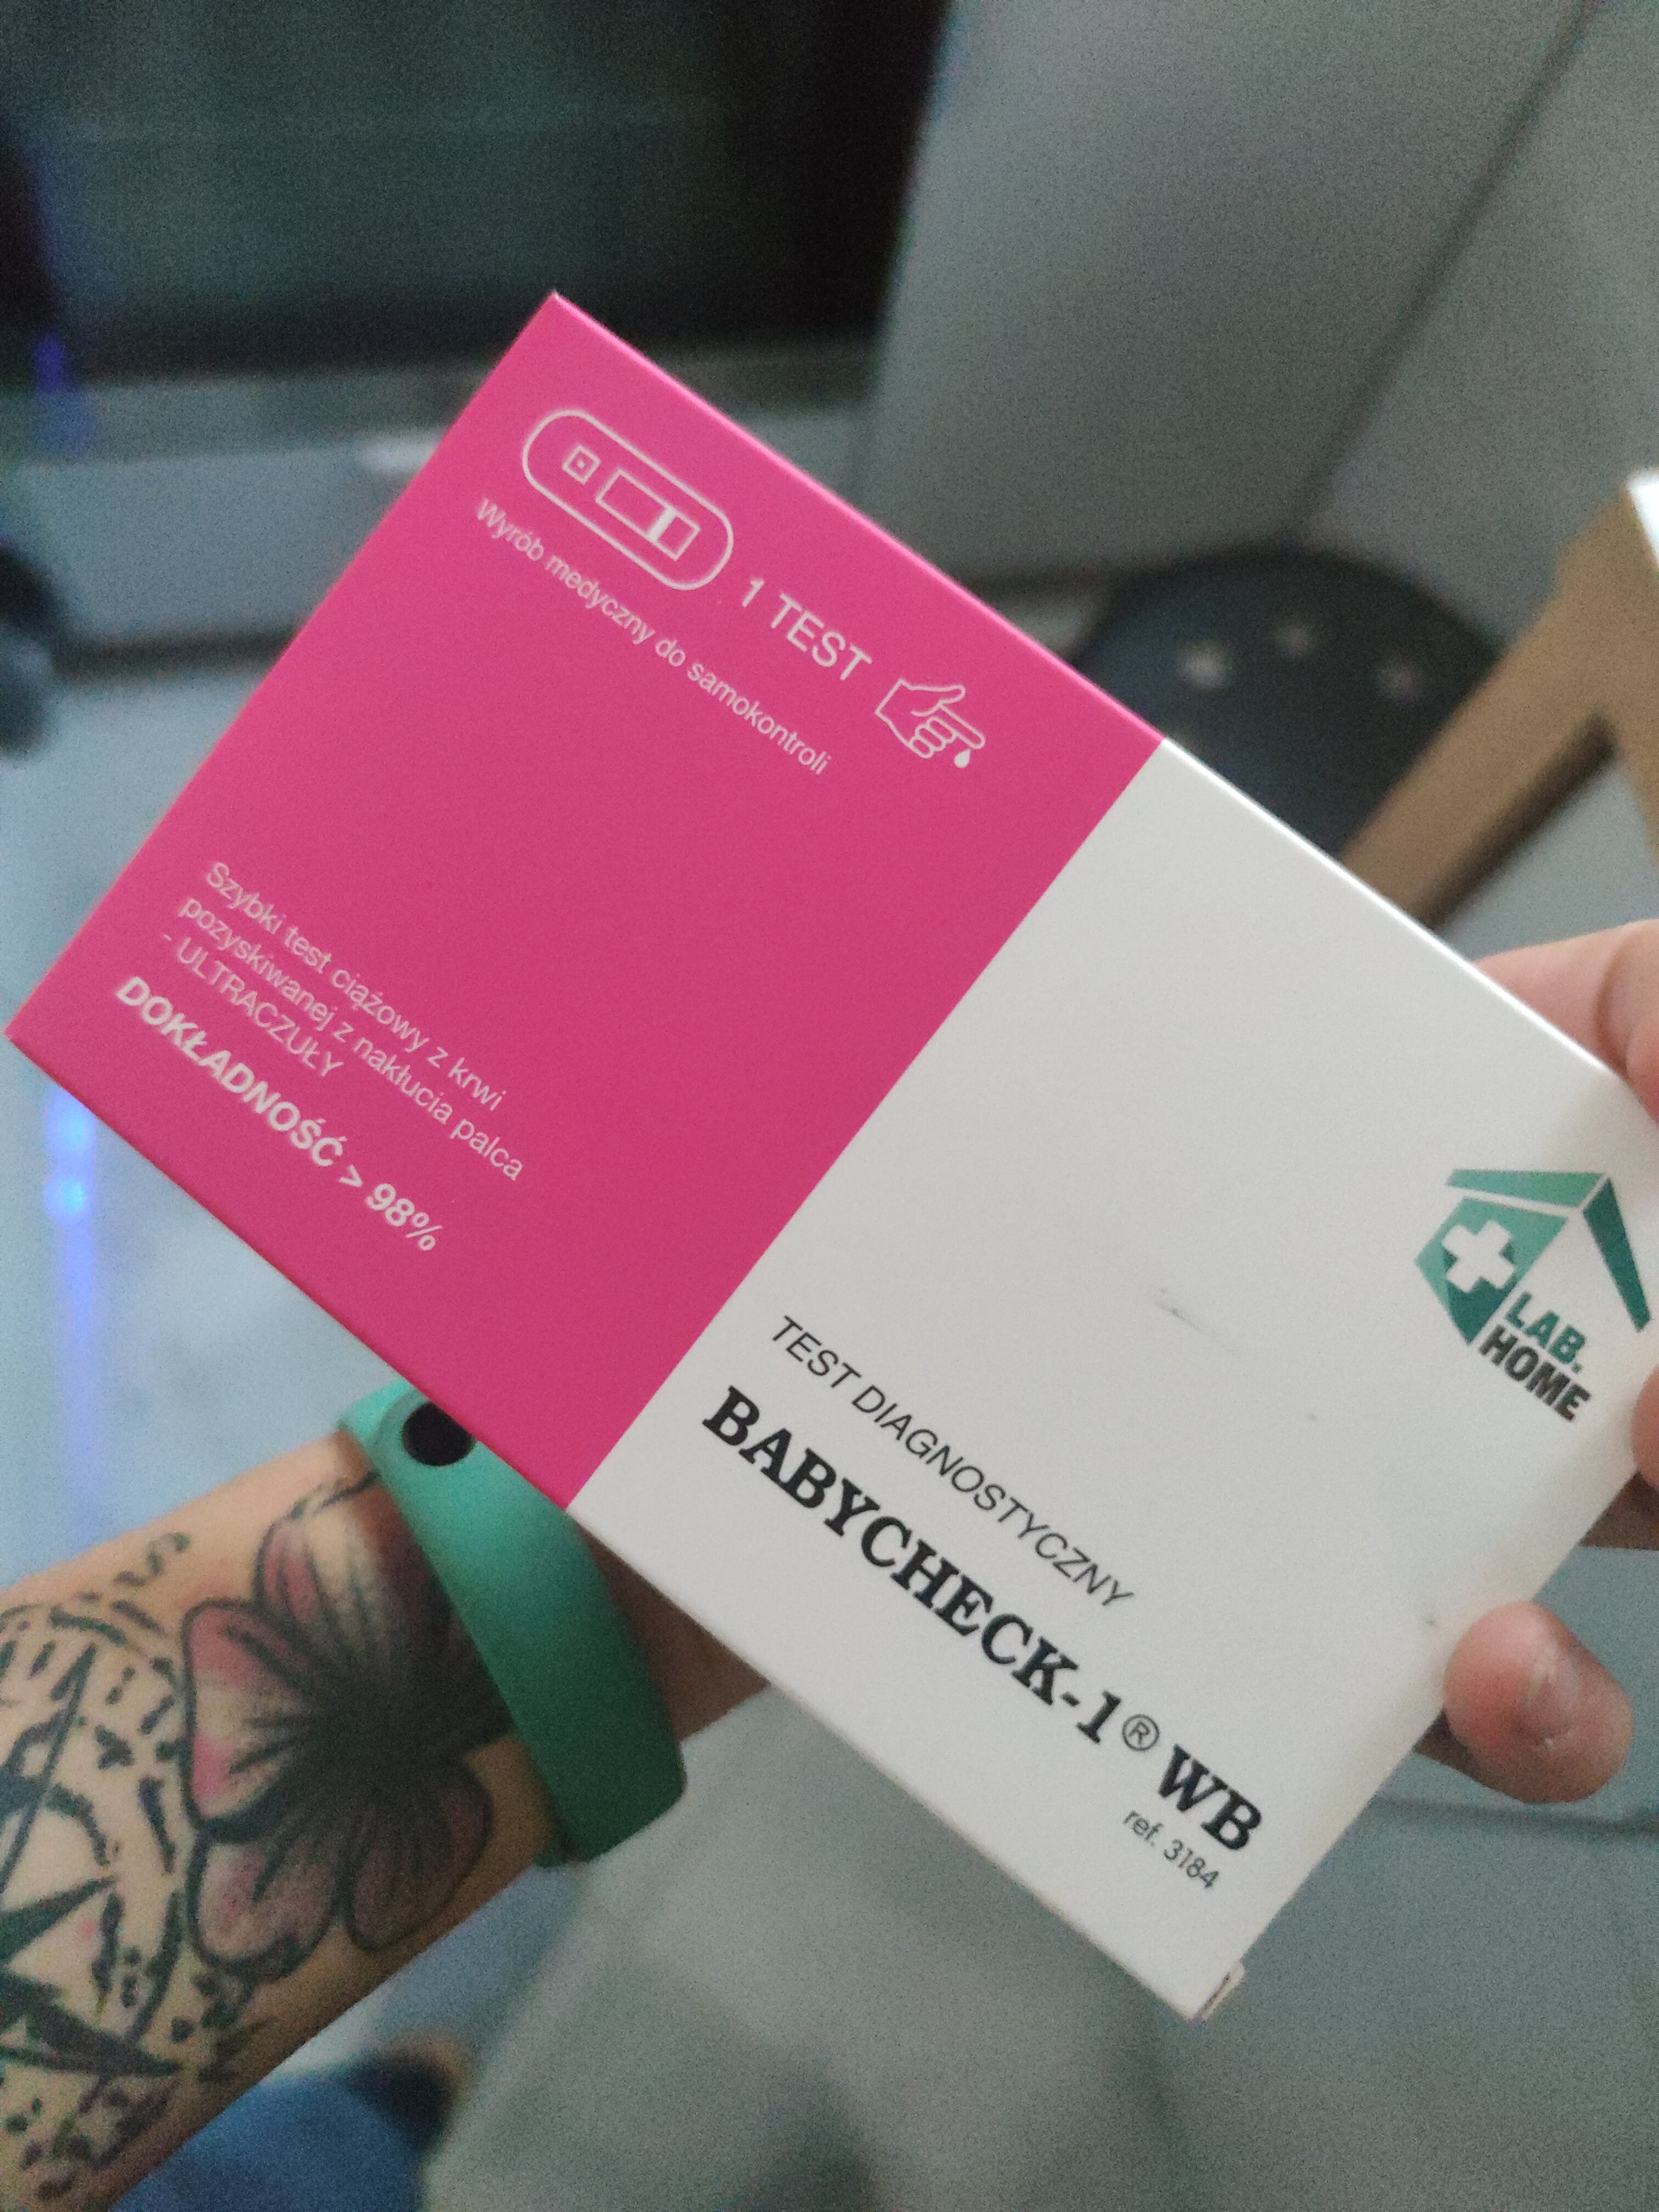 1 TEST
Wyrób medyczny do samokontroli
Szybki test ciążowy z krwi
pozyskiwanej z nakłucia palca
- ULTRACZUŁY
DOKŁADNOŚĆ > 98%
LAB.
HOME
TEST DIAGNOSTYCZNY
BABYCHECK-1® WB
ref. 3184